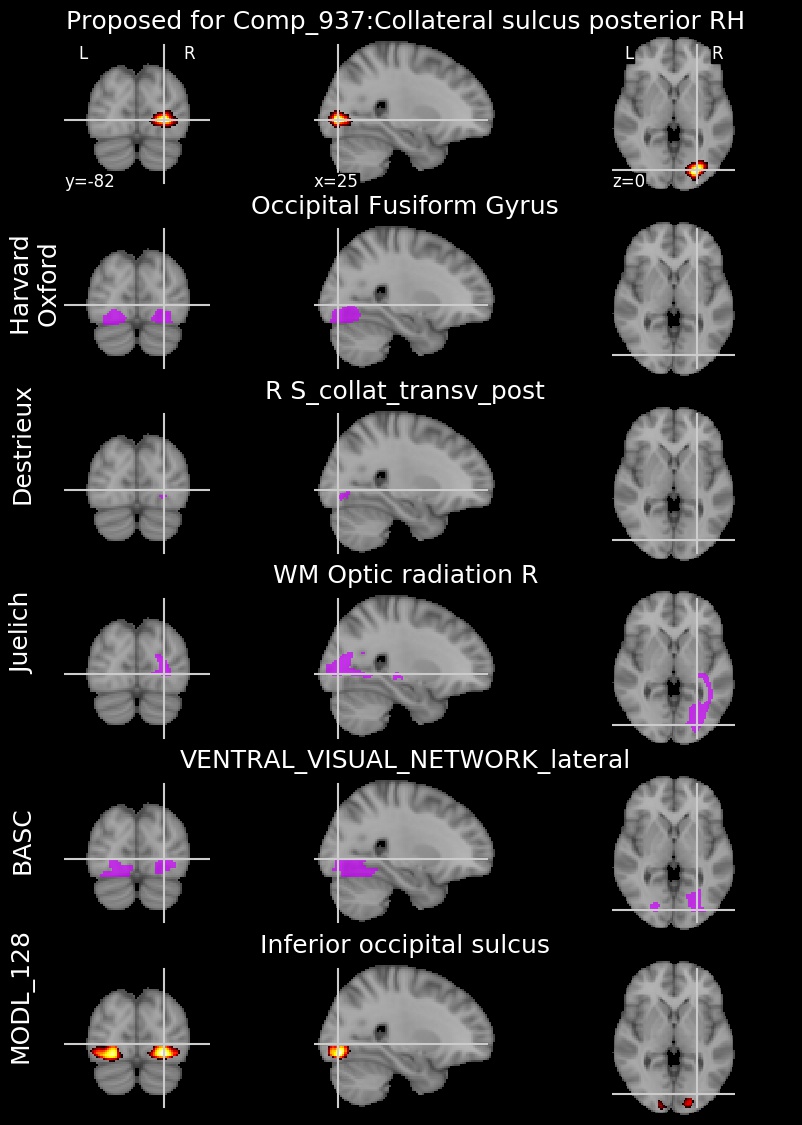 Proposed for Comp_937:Collateral sulcus posterior RH
L R L R
y=-82 x=25 z=0
Occipital Fusiform Gyrus
Harvard
Oxford
R S_collat_transv_post
Destrieux
WM Optic radiation R
Juelich
VENTRAL_VISUAL_NETWORK_lateral
BASC
Inferior occipital sulcus
MODL_128